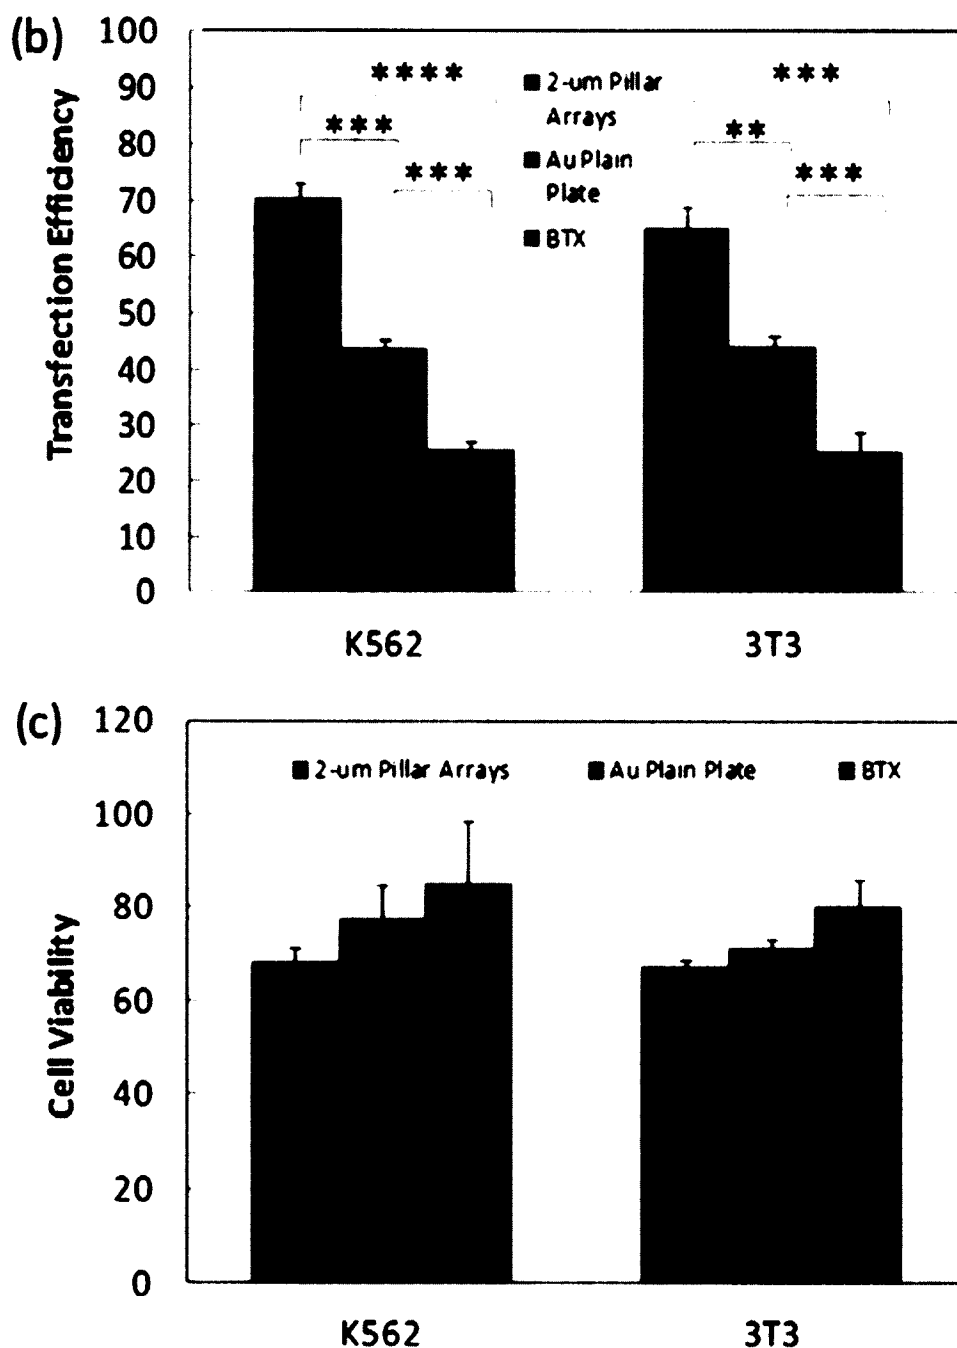 (b)
Transfection Efficiency
100
90
80
70
60
50
40
30
20
10
0
****
***
***
***
**
***
2-um Pillar
Arrays
Au Plain
Plate
BTX
K562
3T3
(c)
Cell Viability
120
100
80
60
40
20
0
2-um Pillar Arrays
Au Plain Plate
BTX
K562
3T3